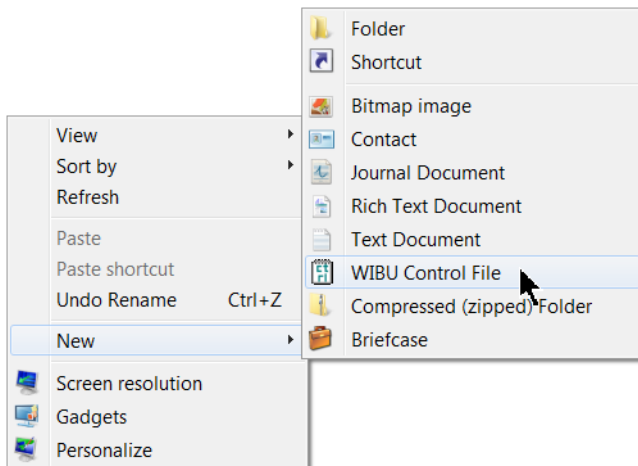 View
Sort by
Refresh
Paste
Paste shortcut
Undo Rename Ctrl+Z
New
Screen resolution
Gadgets
Personalize
Folder
Shortcut
Bitmap image
Contact
Journal Document
Rich Text Document
Text Document
WIBU Control File
Compressed (zipped) Folder
Briefcase